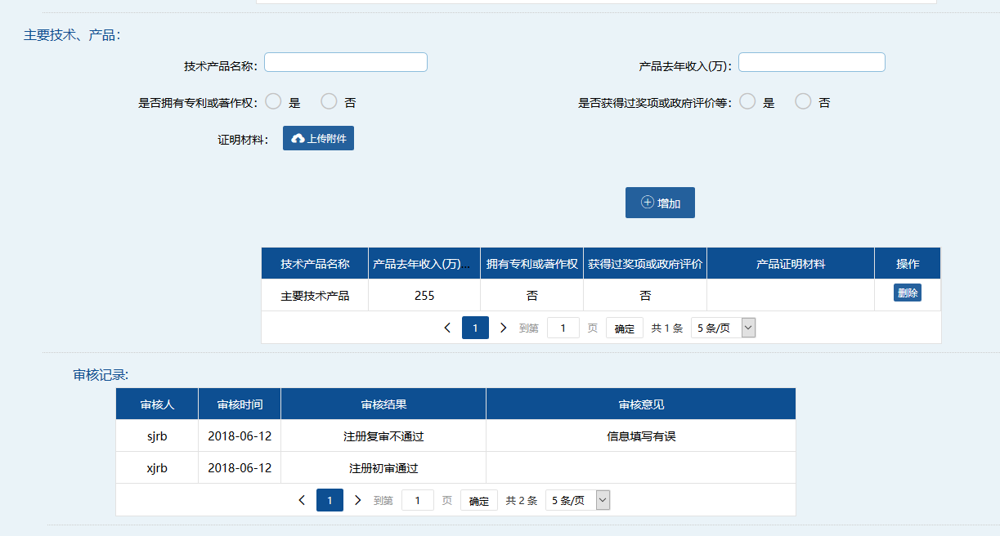 主要技术、产品：
技术产品名称： 产品去年收入(万)：
是否拥有专利或著作权： 是 否 是否获得过奖项或政府评价等： 是 否
证明材料： 上传附件
增加
技术产品名称 产品去年收入(万)... 拥有专利或著作权 获得过奖项或政府评价 产品证明材料 操作
主要技术产品 255 否 否 删除
1 到第 1 页 确定 共 1 条 5 条/页
审核记录:
审核人 审核时间 审核结果 审核意见
sjrb 2018-06-12 注册复审不通过 信息填写有误
xjrb 2018-06-12 注册初审通过
1 到第 1 页 确定 共 2 条 5 条/页